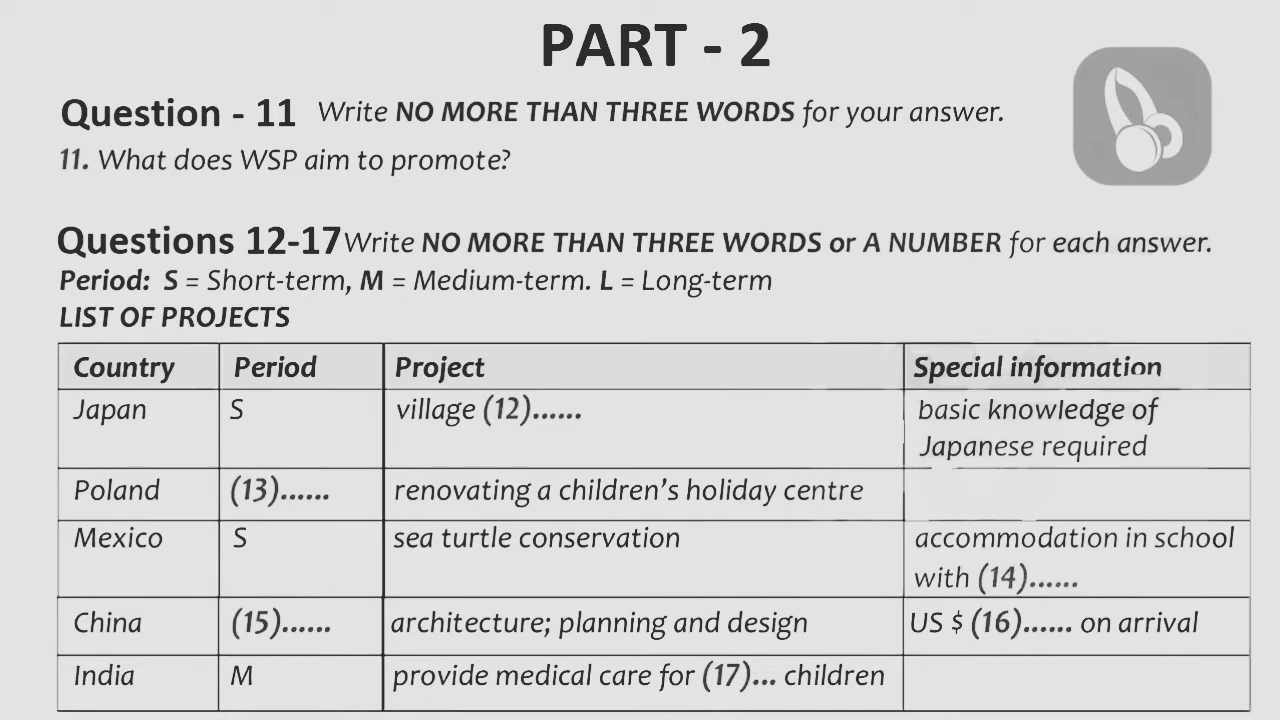 PART - 2
Question - 11 Write NO MORE THAN THREE WORDS for your answer.
11. What does WSP aim to promote?
Questions 12-17 Write NO MORE THAN THREE WORDS or A NUMBER for each answer.
Period: S = Short-term, M = Medium-term. L = Long-term
LIST OF PROJECTS
Country Period Project Special information
Japan S village (12)...... basic knowledge of
Japanese required
Poland (13)...... renovating a children's holiday centre
Mexico S sea turtle conservation accommodation in school
with (14)......
China (15)...... architecture; planning and design US $ (16)...... on arrival
India M provide medical care for (17)... children